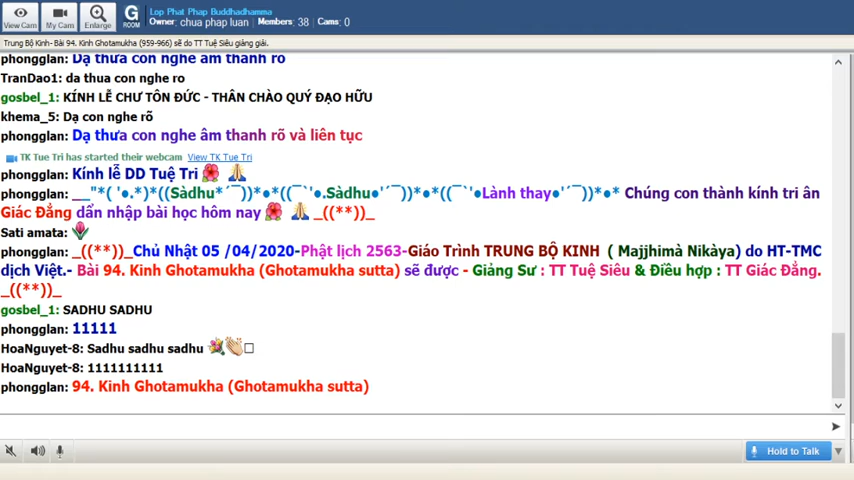 View Cam
My Cam
Enlarge
G
ROOM
Lop Phat Phap Buddhadhamma
Owner: chua phap luan Members: 38 Cams: 0
Trung Bộ Kinh- Bài 94. Kinh Ghotamukha (959-966) sẽ do TT Tuệ Siêu giảng giải.
phongglan: Dạ thưa con nghe âm thanh rõ
TranDao1: da thua con nghe ro
gosbel_1: KÍNH LỄ CHƯ TÔN ĐỨC - THÂN CHÀO QUÝ ĐẠO HỮU
khema_5: Dạ con nghe rõ
phongglan: Dạ thưa con nghe âm thanh rõ và liên tục
TK Tue Tri has started their webcam View TK Tue Tri
phongglan: Kính lễ DD Tuệ Tri 🌺 🙏
phongglan: __"*( '●.*)*((Sàdhu*´¯))*●*((¯`'●.Sàdhu●'´¯))*●*((¯`'●Lành thay●'´¯))*●* Chúng con thành kính tri ân
Giác Đẳng dẩn nhập bài học hôm nay 🌺 🙏 _((**))_
Sati amata: 🌷
phongglan: _((**))_Chủ Nhật 05 /04/2020-Phật lịch 2563-Giáo Trình TRUNG BỘ KINH ( Majjhimà Nikàya) do HT-TMC
dịch Việt.- Bài 94. Kinh Ghotamukha (Ghotamukha sutta) sẽ được - Giảng Sư : TT Tuệ Siêu & Điều hợp : TT Giác Đẳng.
_((**))_
gosbel_1: SADHU SADHU
phongglan: 11111
HoaNguyet-8: Sadhu sadhu sadhu 💐👏□
HoaNguyet-8: 1111111111
phongglan: 94. Kinh Ghotamukha (Ghotamukha sutta)
Hold to Talk